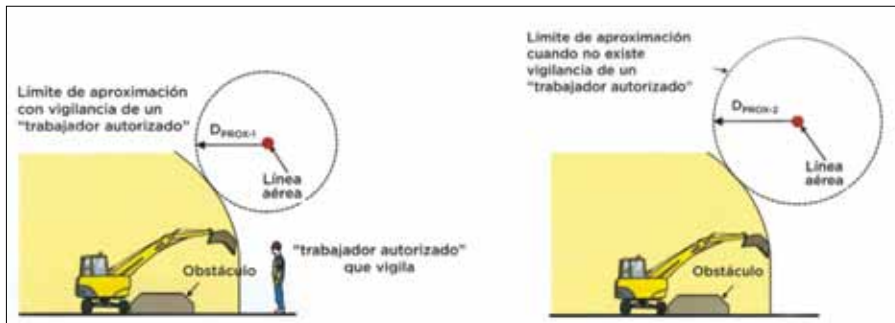 Límite de aproximación
con vigilancia de un
"trabajador autorizado"
DPROX-1
Línea
aérea
"trabajador autorizado"
que vigila
Obstáculo
Límite de aproximación
cuando no existe
vigilancia de un
"trabajador autorizado"
DPROX-2
Línea
aérea
Obstáculo